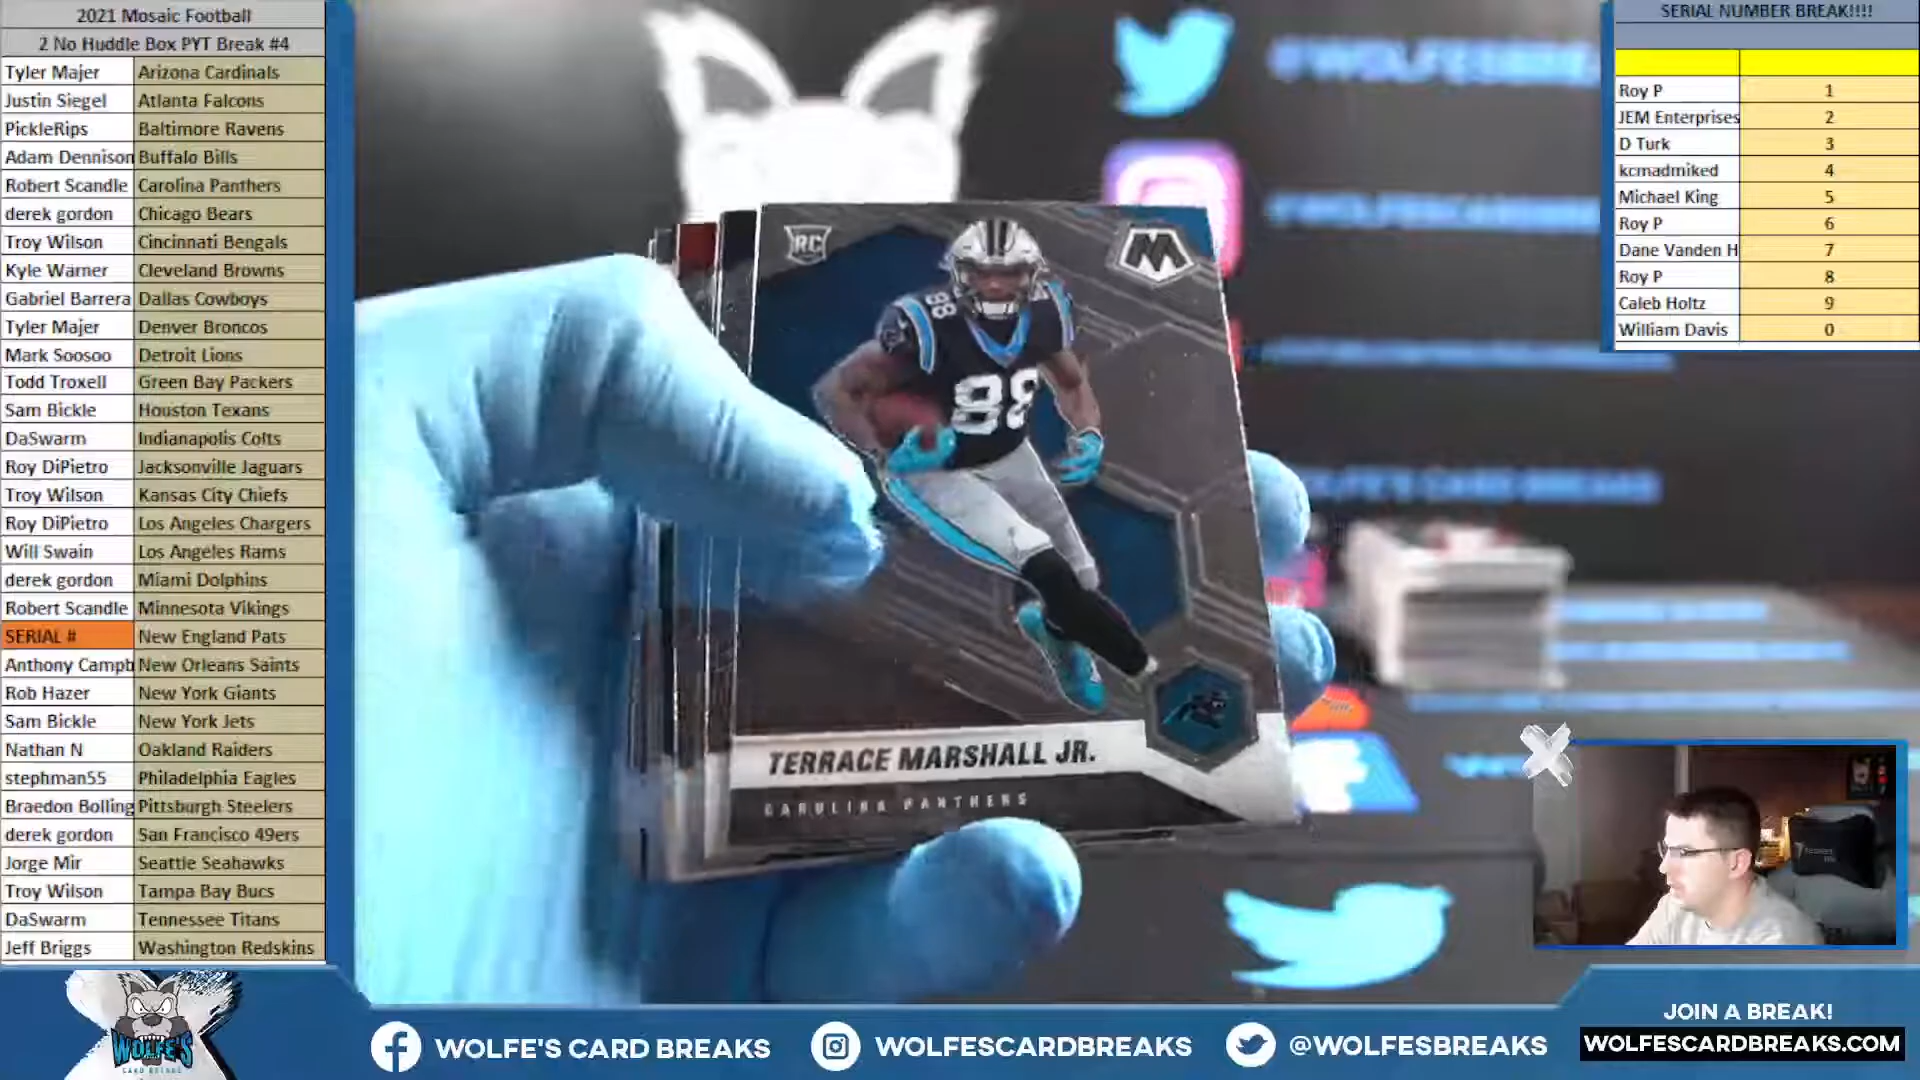 2021 Mosaic Football
2 No Huddle Box PYT Break #4
Tyler Majer Arizona Cardinals
Justin Siegel Atlanta Falcons
PickleRips Baltimore Ravens
Adam Dennison Buffalo Bills
Robert Scandle Carolina Panthers
derek gordon Chicago Bears
Troy Wilson Cincinnati Bengals
Kyle Warner Cleveland Browns
Gabriel Barrera Dallas Cowboys
Tyler Majer Denver Broncos
Mark Soosoo Detroit Lions
Todd Troxell Green Bay Packers
Sam Bickle Houston Texans
DaSwarm Indianapolis Colts
Roy DiPietro Jacksonville Jaguars
Troy Wilson Kansas City Chiefs
Roy DiPietro Los Angeles Chargers
Will Swain Los Angeles Rams
derek gordon Miami Dolphins
Robert Scandle Minnesota Vikings
SERIAL # New England Pats
Anthony Campb New Orleans Saints
Rob Hazer New York Giants
Sam Bickle New York Jets
Nathan N Oakland Raiders
stephman55 Philadelphia Eagles
Braedon Bolling Pittsburgh Steelers
derek gordon San Francisco 49ers
Jorge Mir Seattle Seahawks
Troy Wilson Tampa Bay Bucs
DaSwarm Tennessee Titans
Jeff Briggs Washington Redskins
SERIAL NUMBER BREAK!!!!
Roy P 1
JEM Enterprises 2
D Turk 3
kcmadmiked 4
Michael King 5
Roy P 6
Dane Vanden H 7
Roy P 8
Caleb Holtz 9
William Davis 0
RC
88
88
TERRACE MARSHALL JR.
CAROLINA PANTHERS
WOLFE'S CARD BREAKS
WOLFE'S
CARD BREAKS
WOLFE'S CARD BREAKS
WOLFESCARDBREAKS
@WOLFESBREAKS
JOIN A BREAK!
WOLFESCARDBREAKS.COM